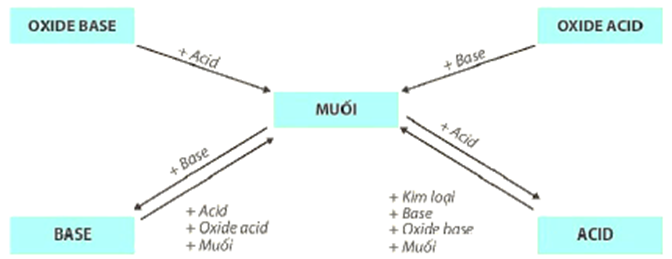 OXIDE BASE
OXIDE ACID
+ Acid
+ Base
MUỐI
+ Base
+ Acid
+ Acid
+ Oxide acid
+ Muối
+ Kim loại
+ Base
+ Oxide base
+ Muối
BASE
ACID